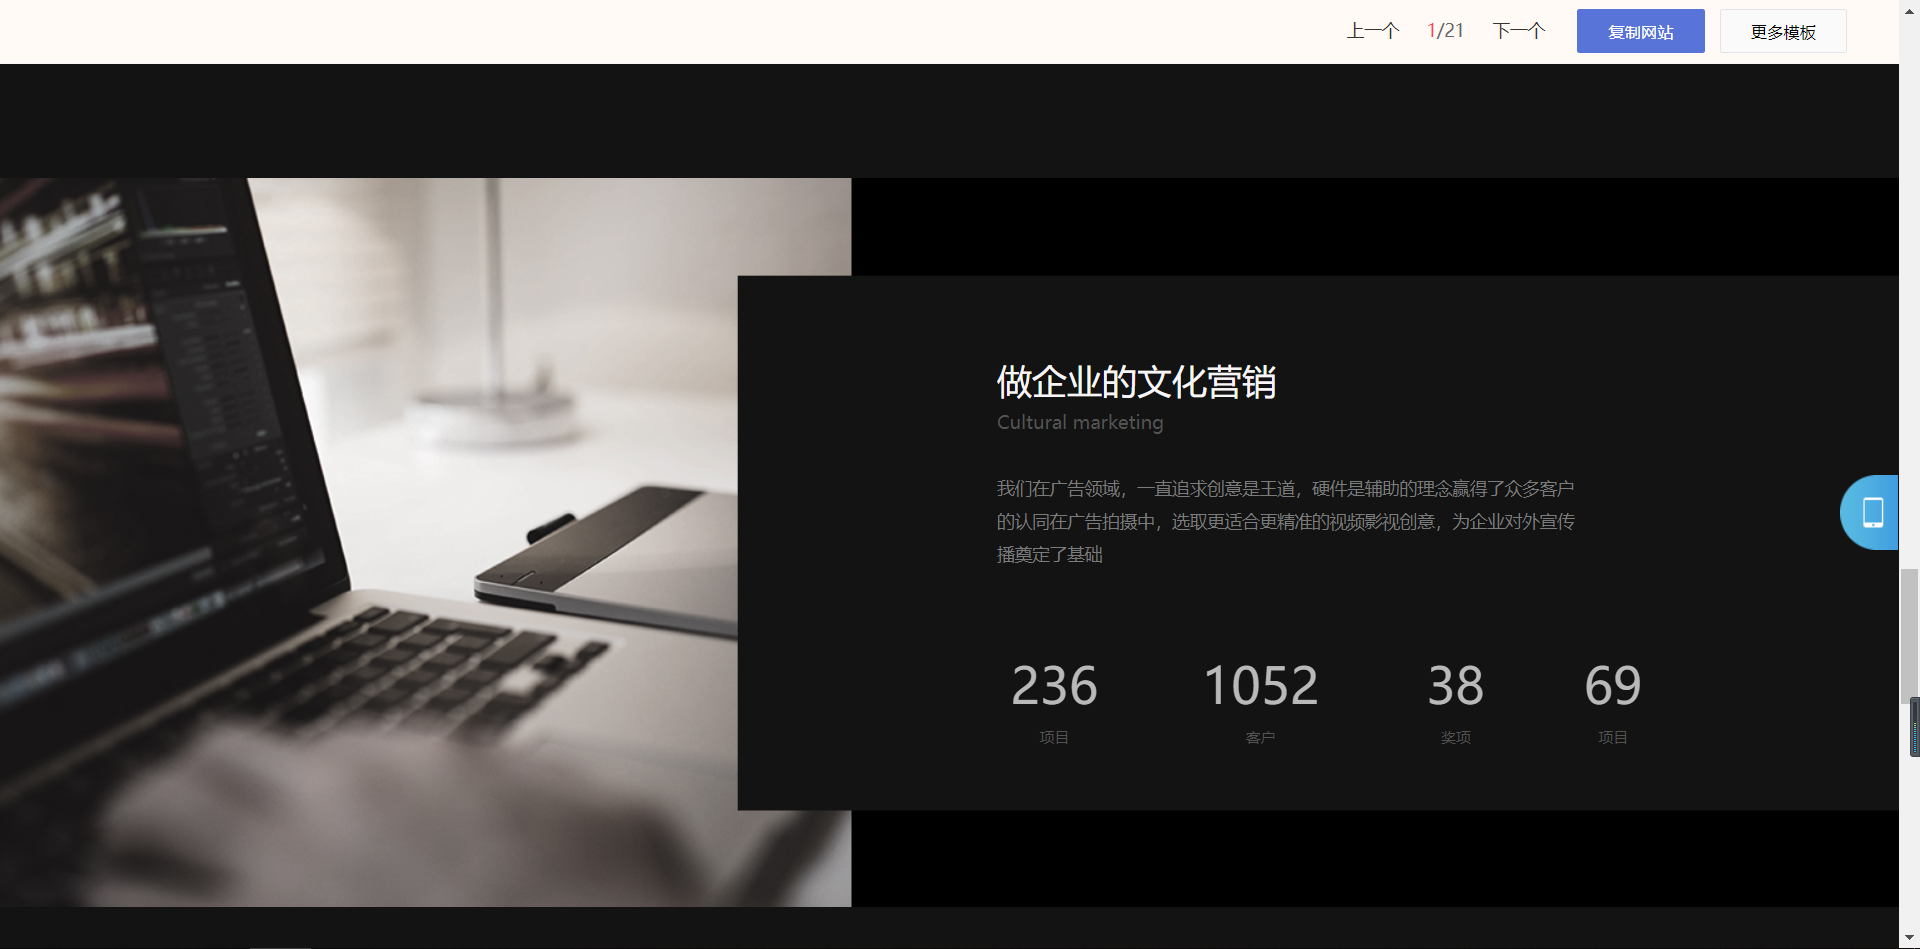 上一个 1/21 下一个 复制网站 更多模板
做企业的文化营销
Cultural marketing
我们在广告领域，一直追求创意是王道，硬件是辅助的理念赢得了众多客户
的认同在广告拍摄中，选取更适合更精准的视频影视创意，为企业对外宣传
播奠定了基础
236 1052 38 69
项目 客户 奖项 项目